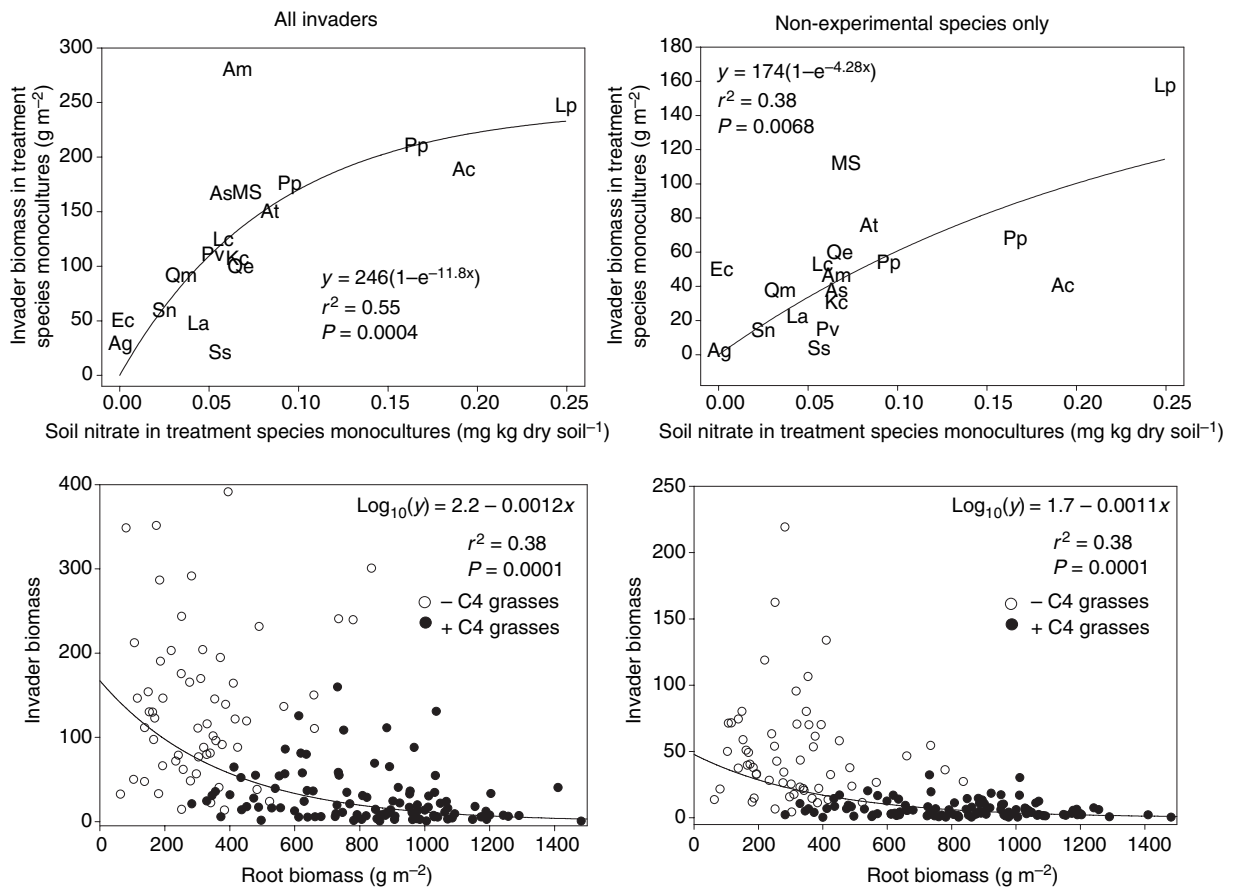 All invaders
Non-experimental species only
Invader biomass in treatment
species monocultures (g m⁻²)
300
250
200
150
100
50
0
Am
Lp
Pp
Ac
Pp
As
MS
At
Lc
Pv
Kc
Qe
Qm
Sn
La
Ec
Ag
Ss
y = 246(1–e⁻¹¹·⁸ˣ)
r² = 0.55
P = 0.0004
0.00 0.05 0.10 0.15 0.20 0.25
Soil nitrate in treatment species monocultures (mg kg dry soil⁻¹)
Invader biomass in treatment
species monocultures (g m⁻²)
180
160
140
120
100
80
60
40
20
0
y = 174(1–e⁻⁴·²⁸ˣ)
r² = 0.38
P = 0.0068
Lp
MS
At
Pp
Qe
Lc
Pp
Ec
Am
Ac
Qm
As
Kc
La
Sn
Pv
Ag
Ss
0.00 0.05 0.10 0.15 0.20 0.25
Soil nitrate in treatment species monocultures (mg kg dry soil⁻¹)
Invader biomass
400
300
200
100
0
Log₁₀(y) = 2.2 – 0.0012x
r² = 0.38
P = 0.0001
– C4 grasses
+ C4 grasses
0 200 400 600 800 1000 1200 1400
Root biomass (g m⁻²)
Invader biomass
250
200
150
100
50
0
Log₁₀(y) = 1.7 – 0.0011x
r² = 0.38
P = 0.0001
– C4 grasses
+ C4 grasses
0 200 400 600 800 1000 1200 1400
Root biomass (g m⁻²)